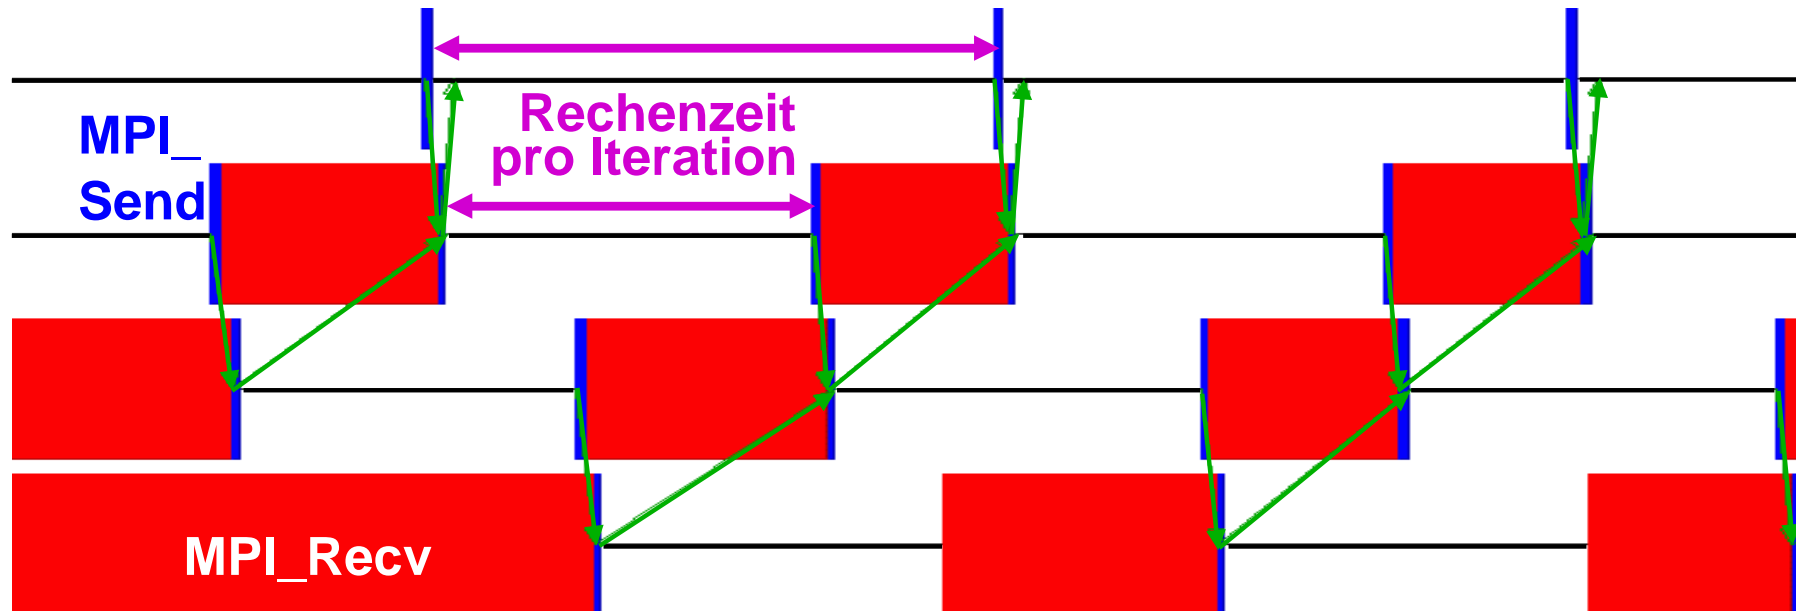 MPI_
Send
Rechenzeit
pro Iteration
MPI_Recv